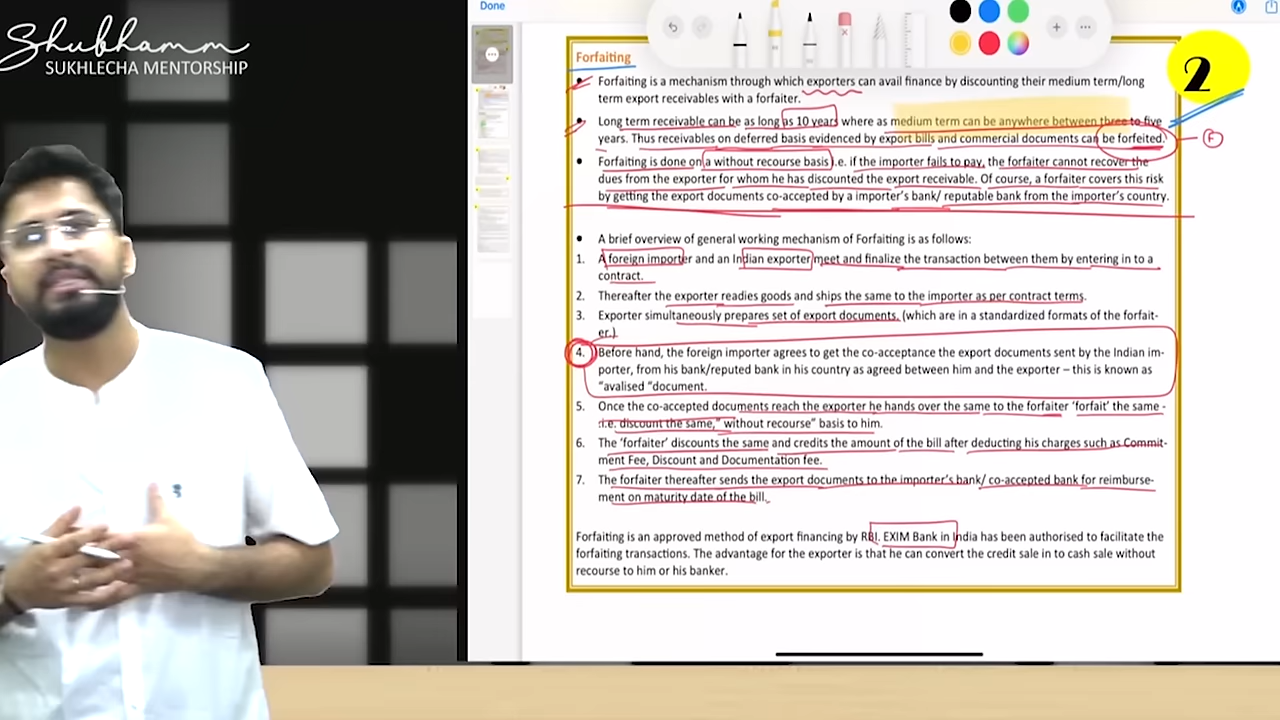 Shubhamm
SUKHLECHA MENTORSHIP
Done
2
Forfaiting
• Forfaiting is a mechanism through which exporters can avail finance by discounting their medium term/long
term export receivables with a forfaiter.
• Long term receivable can be as long as 10 years where as medium term can be anywhere between three to five
years. Thus receivables on deferred basis evidenced by export bills and commercial documents can be forfeited.
F
• Forfaiting is done on a without recourse basis i.e. if the importer fails to pay, the forfaiter cannot recover the
dues from the exporter for whom he has discounted the export receivable. Of course, a forfaiter covers this risk
by getting the export documents co-accepted by a importer's bank/ reputable bank from the importer's country.
• A brief overview of general working mechanism of Forfaiting is as follows:
1. A foreign importer and an Indian exporter meet and finalize the transaction between them by entering in to a
contract.
2. Thereafter the exporter readies goods and ships the same to the importer as per contract terms.
3. Exporter simultaneously prepares set of export documents. (which are in a standardized formats of the forfait-
er.)
4. Before hand, the foreign importer agrees to get the co-acceptance the export documents sent by the Indian im-
porter, from his bank/reputed bank in his country as agreed between him and the exporter – this is known as
"avalised "document.
5. Once the co-accepted documents reach the exporter he hands over the same to the forfaiter 'forfait' the same -
i.e. discount the same," without recourse" basis to him.
6. The 'forfaiter' discounts the same and credits the amount of the bill after deducting his charges such as Commit-
ment Fee, Discount and Documentation fee.
7. The forfaiter thereafter sends the export documents to the importer's bank/ co-accepted bank for reimburse-
ment on maturity date of the bill.
Forfaiting is an approved method of export financing by RBI. EXIM Bank in India has been authorised to facilitate the
forfaiting transactions. The advantage for the exporter is that he can convert the credit sale in to cash sale without
recourse to him or his banker.